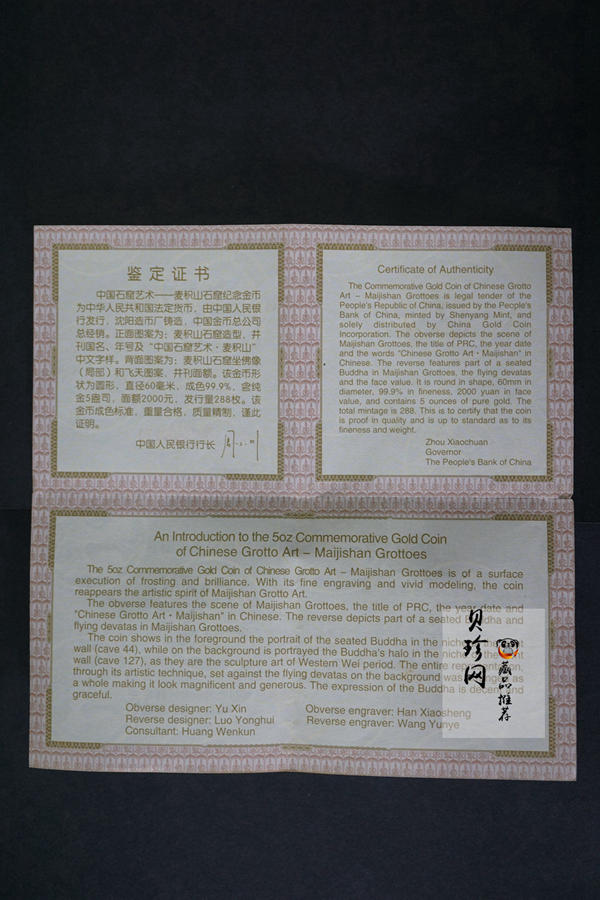 鉴定证书
中国石窟艺术——麦积山石窟纪念金币
为中华人民共和国法定货币，由中国人民银
行发行，沈阳造币厂铸造，中国金币总公司
总经销。正面图案为：麦积山石窟造型，并
刊国名、年号及“中国石窟艺术·麦积山”
中文字样。背面图案为：麦积山石窟坐佛像
（局部）和飞天图案，并刊面额。该金币形
状为圆形，直径60毫米，成色99.9%，含纯
金5盎司，面额2000元，发行量288枚。该
金币成色标准，重量合格，质量精制，谨此
证明。
中国人民银行行长
Certificate of Authenticity
The Commemorative Gold Coin of Chinese Grotto
Art – Maijishan Grottoes is legal tender of the
People's Republic of China, issued by the People's
Bank of China, minted by Shenyang Mint, and
solely distributed by China Gold Coin
Incorporation. The obverse depicts the scene of
Maijishan Grottoes, the title of PRC, the year date
and the words "Chinese Grotto Art · Maijishan" in
Chinese. The reverse features part of a seated
Buddha in Maijishan Grottoes, the flying devatas
and the face value. It is round in shape, 60mm in
diameter, 99.9% in fineness, 2000 yuan in face
value, and contains 5 ounces of pure gold. The
total mintage is 288. This is to certify that the coin
is proof in quality and is up to standard as to its
fineness and weight.
Zhou Xiaochuan
Governor
The People's Bank of China
An Introduction to the 5oz Commemorative Gold Coin
of Chinese Grotto Art – Maijishan Grottoes
The 5oz Commemorative Gold Coin of Chinese Grotto Art – Maijishan Grottoes is of a surface
execution of frosting and brilliance. With its fine engraving and vivid modeling, the coin
reappears the artistic spirit of Maijishan Grotto Art.
The obverse features the scene of Maijishan Grottoes, the title of PRC, the year date and
"Chinese Grotto Art · Maijishan" in Chinese. The reverse depicts part of a seated Buddha and
flying devatas in Maijishan Grottoes.
The coin shows in the foreground the portrait of the seated Buddha in the niche
wall (cave 44), while on the background is portrayed the Buddha's halo in the
wall (cave 127), as they are the sculpture art of Western Wei period. The entire
through its artistic technique, set against the flying devatas on the background as
a whole making it look magnificent and generous. The expression of the Buddha is decent and
graceful.
Obverse designer: Yu Xin
Obverse engraver: Han Xiaosheng
Reverse designer: Luo Yonghui
Reverse engraver: Wang Yunye
Consultant: Huang Wenkun
贝珍网
藏品推荐